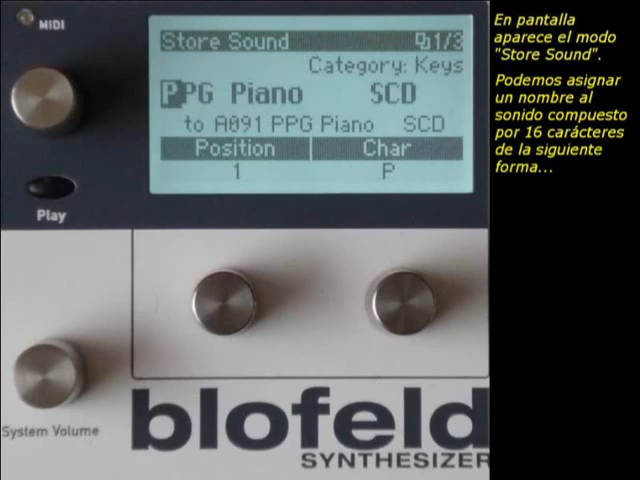 MIDI
Store Sound 1/3
Category: Keys
PPG Piano SCD
to A091 PPG Piano SCD
Position Char
1 P
Play
System Volume
blofeld
SYNTHESIZER
En pantalla
aparece el modo
"Store Sound".
Podemos asignar
un nombre al
sonido compuesto
por 16 carácteres
de la siguiente
forma...